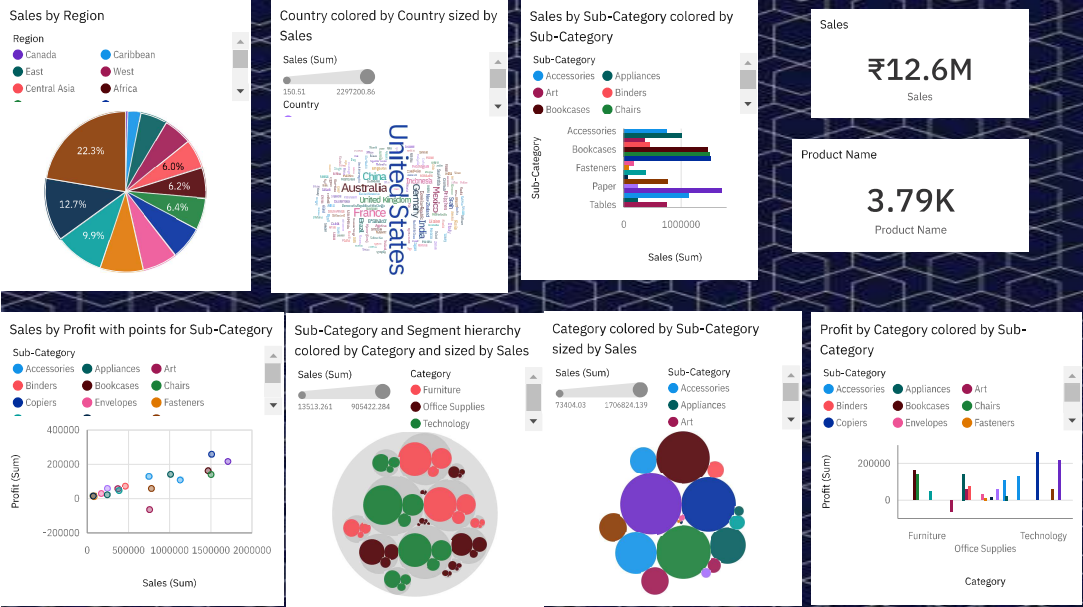 Sales by Region
Region
Canada
Caribbean
East
West
Central Asia
Africa
22.3%
6.0%
6.2%
6.4%
12.7%
9.9%
Country colored by Country sized by
Sales
Sales (Sum)
150.51
2297200.86
Country
United States
China
Australia
Indonesia
Mexico
Germany
United Kingdom
France
India
Brazil
Sales by Sub-Category colored by
Sub-Category
Sub-Category
Accessories
Appliances
Art
Binders
Bookcases
Chairs
Sub-Category
Accessories
Bookcases
Fasteners
Paper
Tables
0
1000000
Sales (Sum)
Sales
₹12.6M
Sales
Product Name
3.79K
Product Name
Sales by Profit with points for Sub-Category
Sub-Category
Accessories
Appliances
Art
Binders
Bookcases
Chairs
Copiers
Envelopes
Fasteners
Profit (Sum)
400000
200000
0
-200000
0
500000
1000000
1500000
2000000
Sales (Sum)
Sub-Category and Segment hierarchy
colored by Category and sized by Sales
Sales (Sum)
13513.261
905422.284
Category
Furniture
Office Supplies
Technology
Category colored by Sub-Category
sized by Sales
Sales (Sum)
73404.03
1706824.139
Sub-Category
Accessories
Appliances
Art
Profit by Category colored by Sub-
Category
Sub-Category
Accessories
Appliances
Art
Binders
Bookcases
Chairs
Copiers
Envelopes
Fasteners
Profit (Sum)
200000
0
Furniture
Office Supplies
Technology
Category